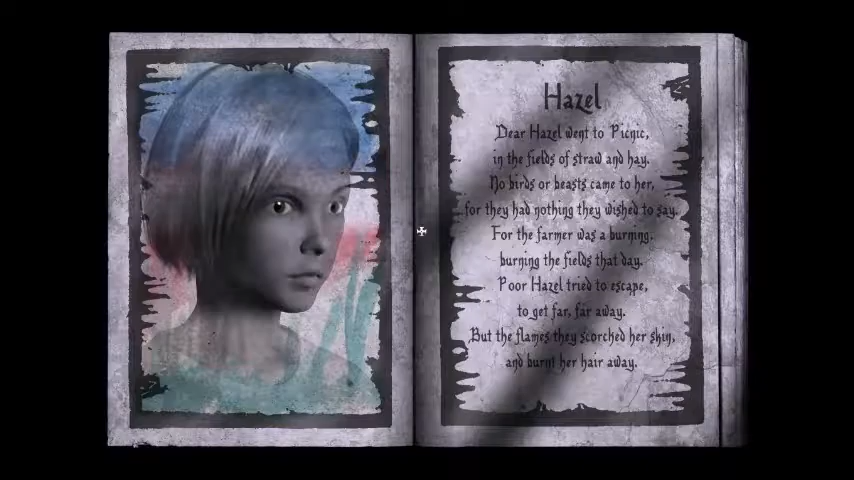 Hazel
Dear Hazel went to Picnic,
in the fields of straw and hay.
No birds or beasts came to her,
for they had nothing they wished to say.
For the farmer was a burning,
burning the fields that day.
Poor Hazel tried to escape,
to get far, far away.
But the flames they scorched her skin,
and burnt her hair away.